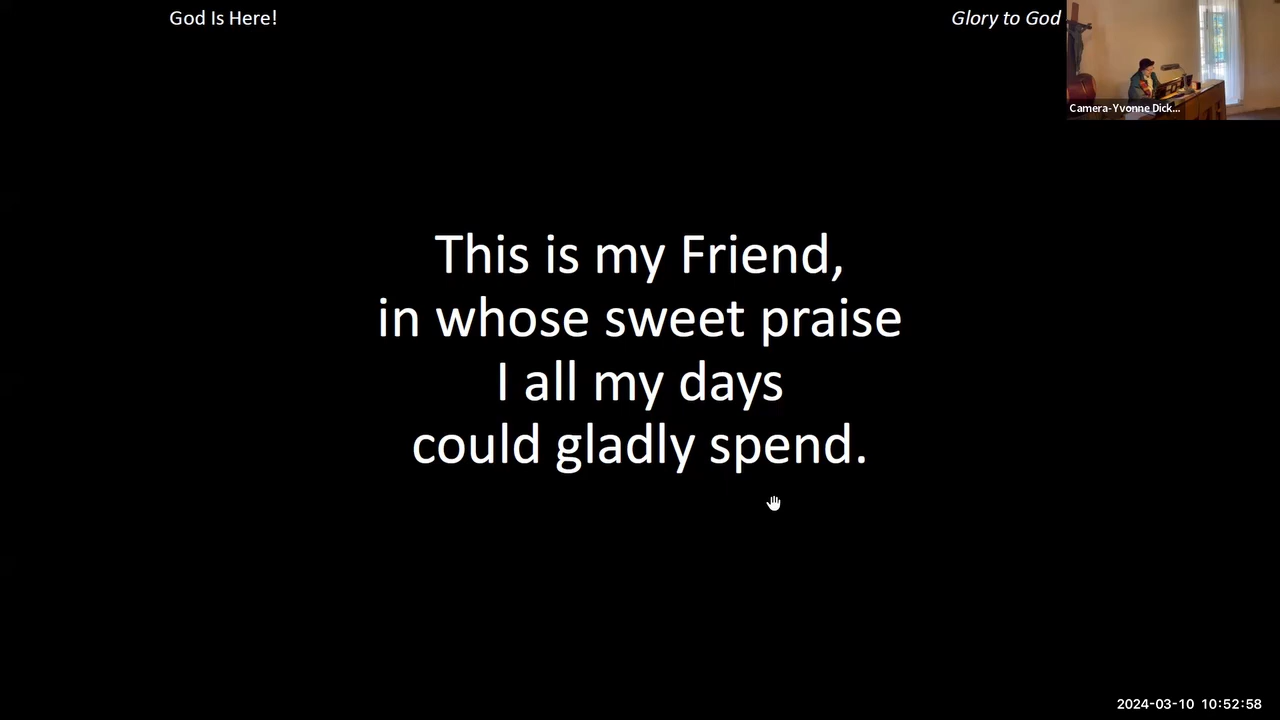 God Is Here!
Glory to God
Camera-Yvonne Dick...
This is my Friend,
in whose sweet praise
I all my days
could gladly spend.
2024-03-10 10:52:58